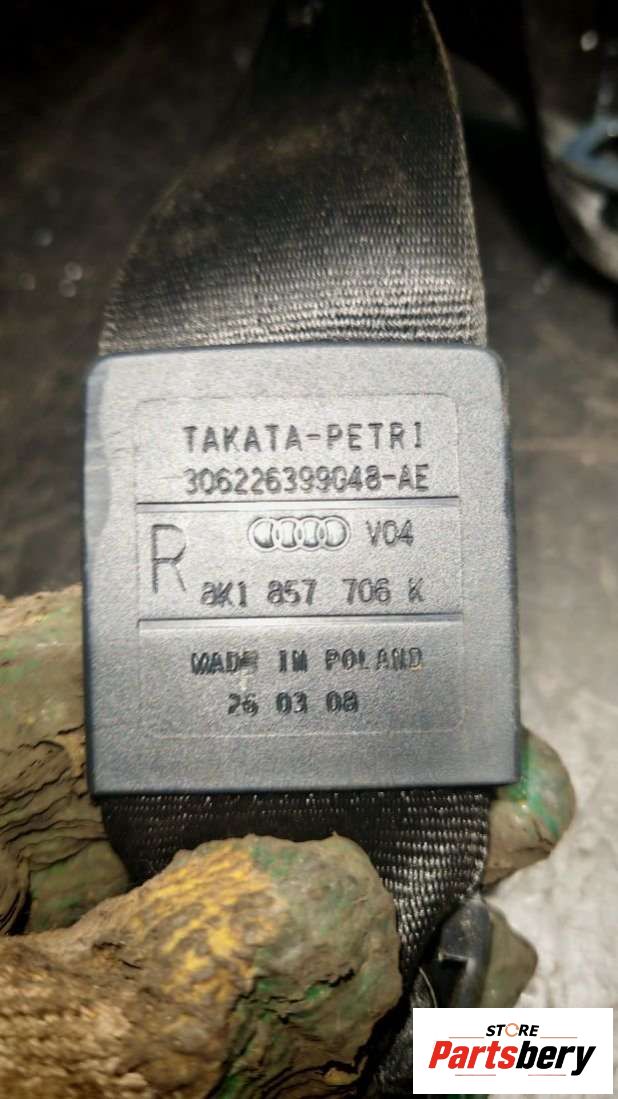 TAKATA-PETRI
306226399048-AE
R
V04
8K1 857 706 K
MADE IN POLAND
26 03 08
STORE
Partsbery